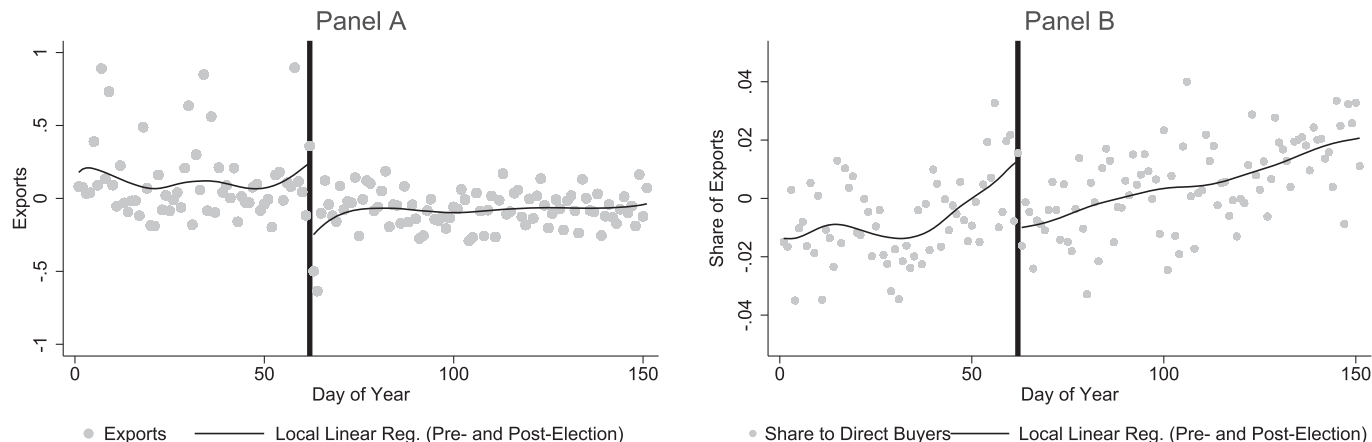 Panel A
Exports
1
.5
0
-.5
-1
0 50 100 150
Day of Year
Exports Local Linear Reg. (Pre- and Post-Election)
Panel B
Share of Exports
.04
.02
0
-.02
-.04
0 50 100 150
Day of Year
Share to Direct Buyers Local Linear Reg. (Pre- and Post-Election)